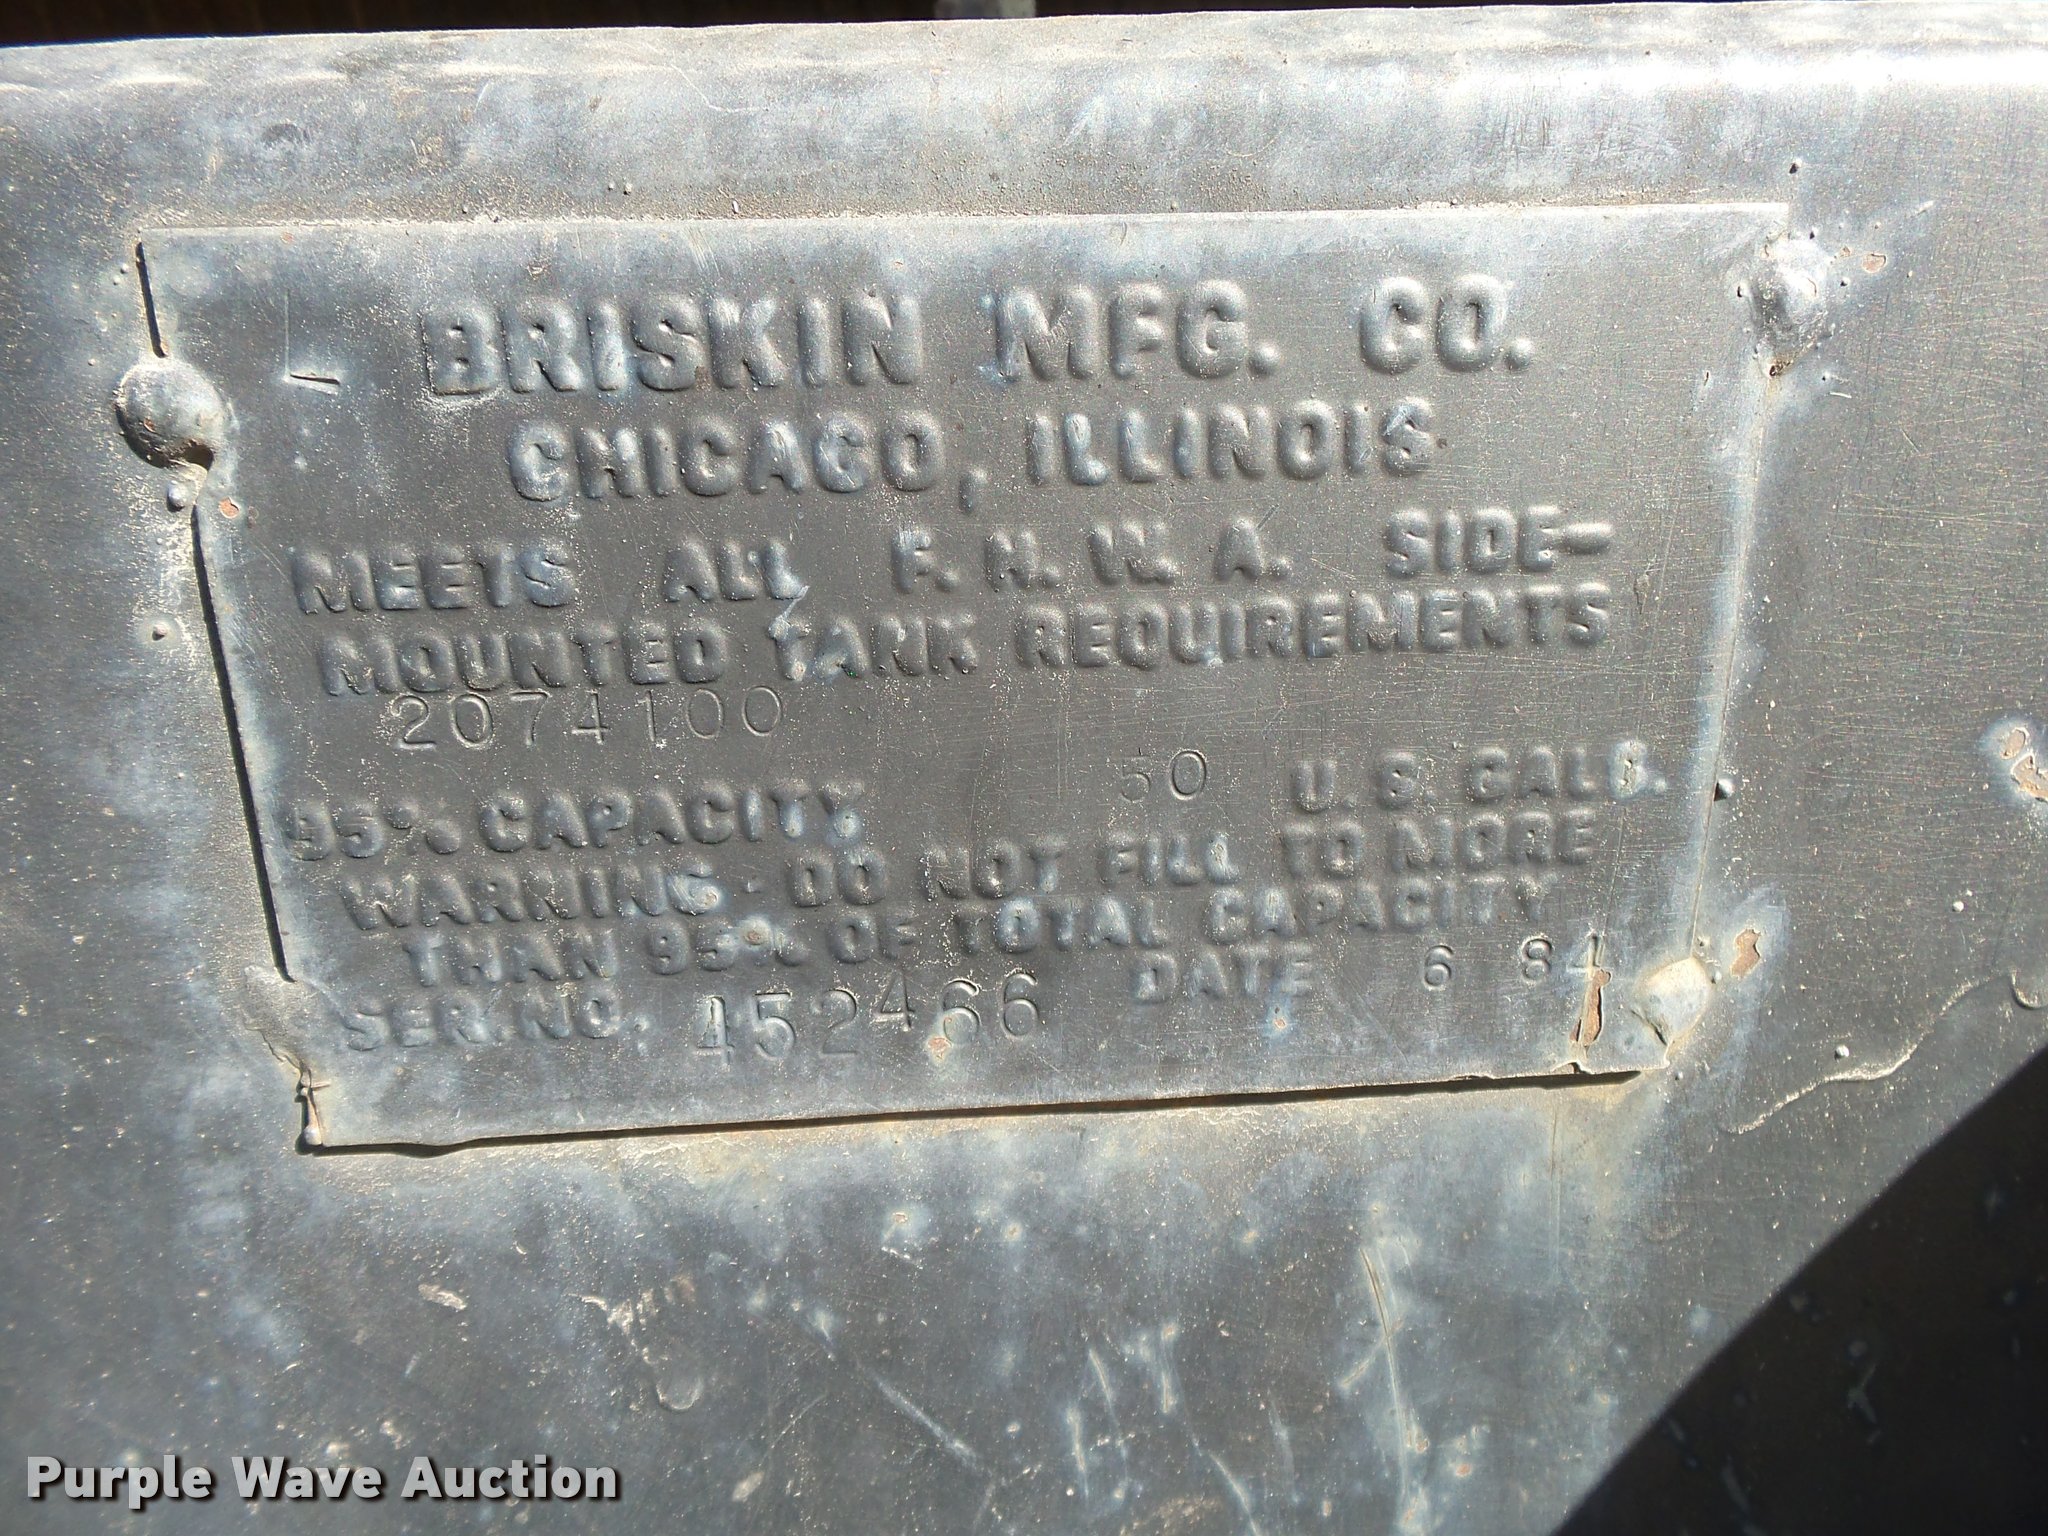 BRISKIN MFG. CO.
CHICAGO, ILLINOIS
MEETS ALL F. H. W. A. SIDE-
MOUNTED TANK REQUIREMENTS
2074100
95% CAPACITY 50 U. S. GALS.
WARNING - DO NOT FILL TO MORE
THAN 95% OF TOTAL CAPACITY
SER. NO. 452466 DATE 6 84
Purple Wave Auction